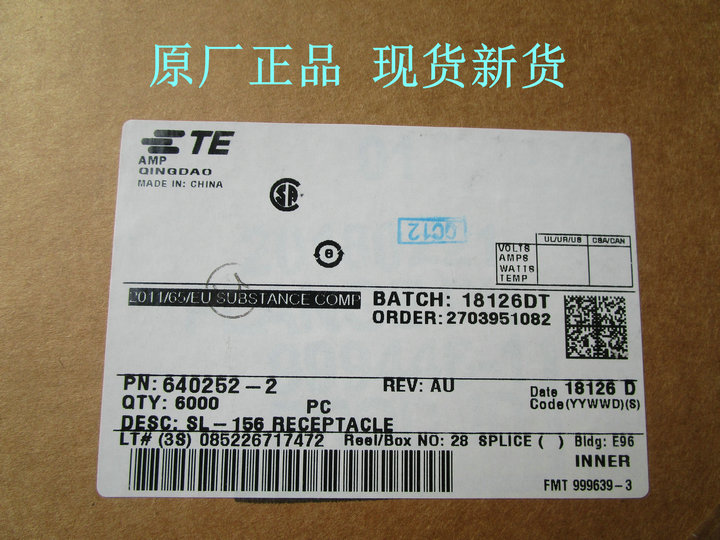 原厂正品 现货新货
TE
AMP
QINGDAO
MADE IN: CHINA
QC12
UL/UR/US CSA/CAN
VOLTS
AMPS
WATTS
TEMP
2011/65/EU SUBSTANCE COMP
BATCH: 18126DT
ORDER: 2703951082
PN: 640252-2 REV: AU Date 18126 D
QTY: 6000 PC Code (YYWWD)(S)
DESC: SL-156 RECEPTACLE
LT# (3S) 085226717472 Reel/Box NO: 28 SPLICE ( ) Bldg: E96
INNER
FMT 999639-3